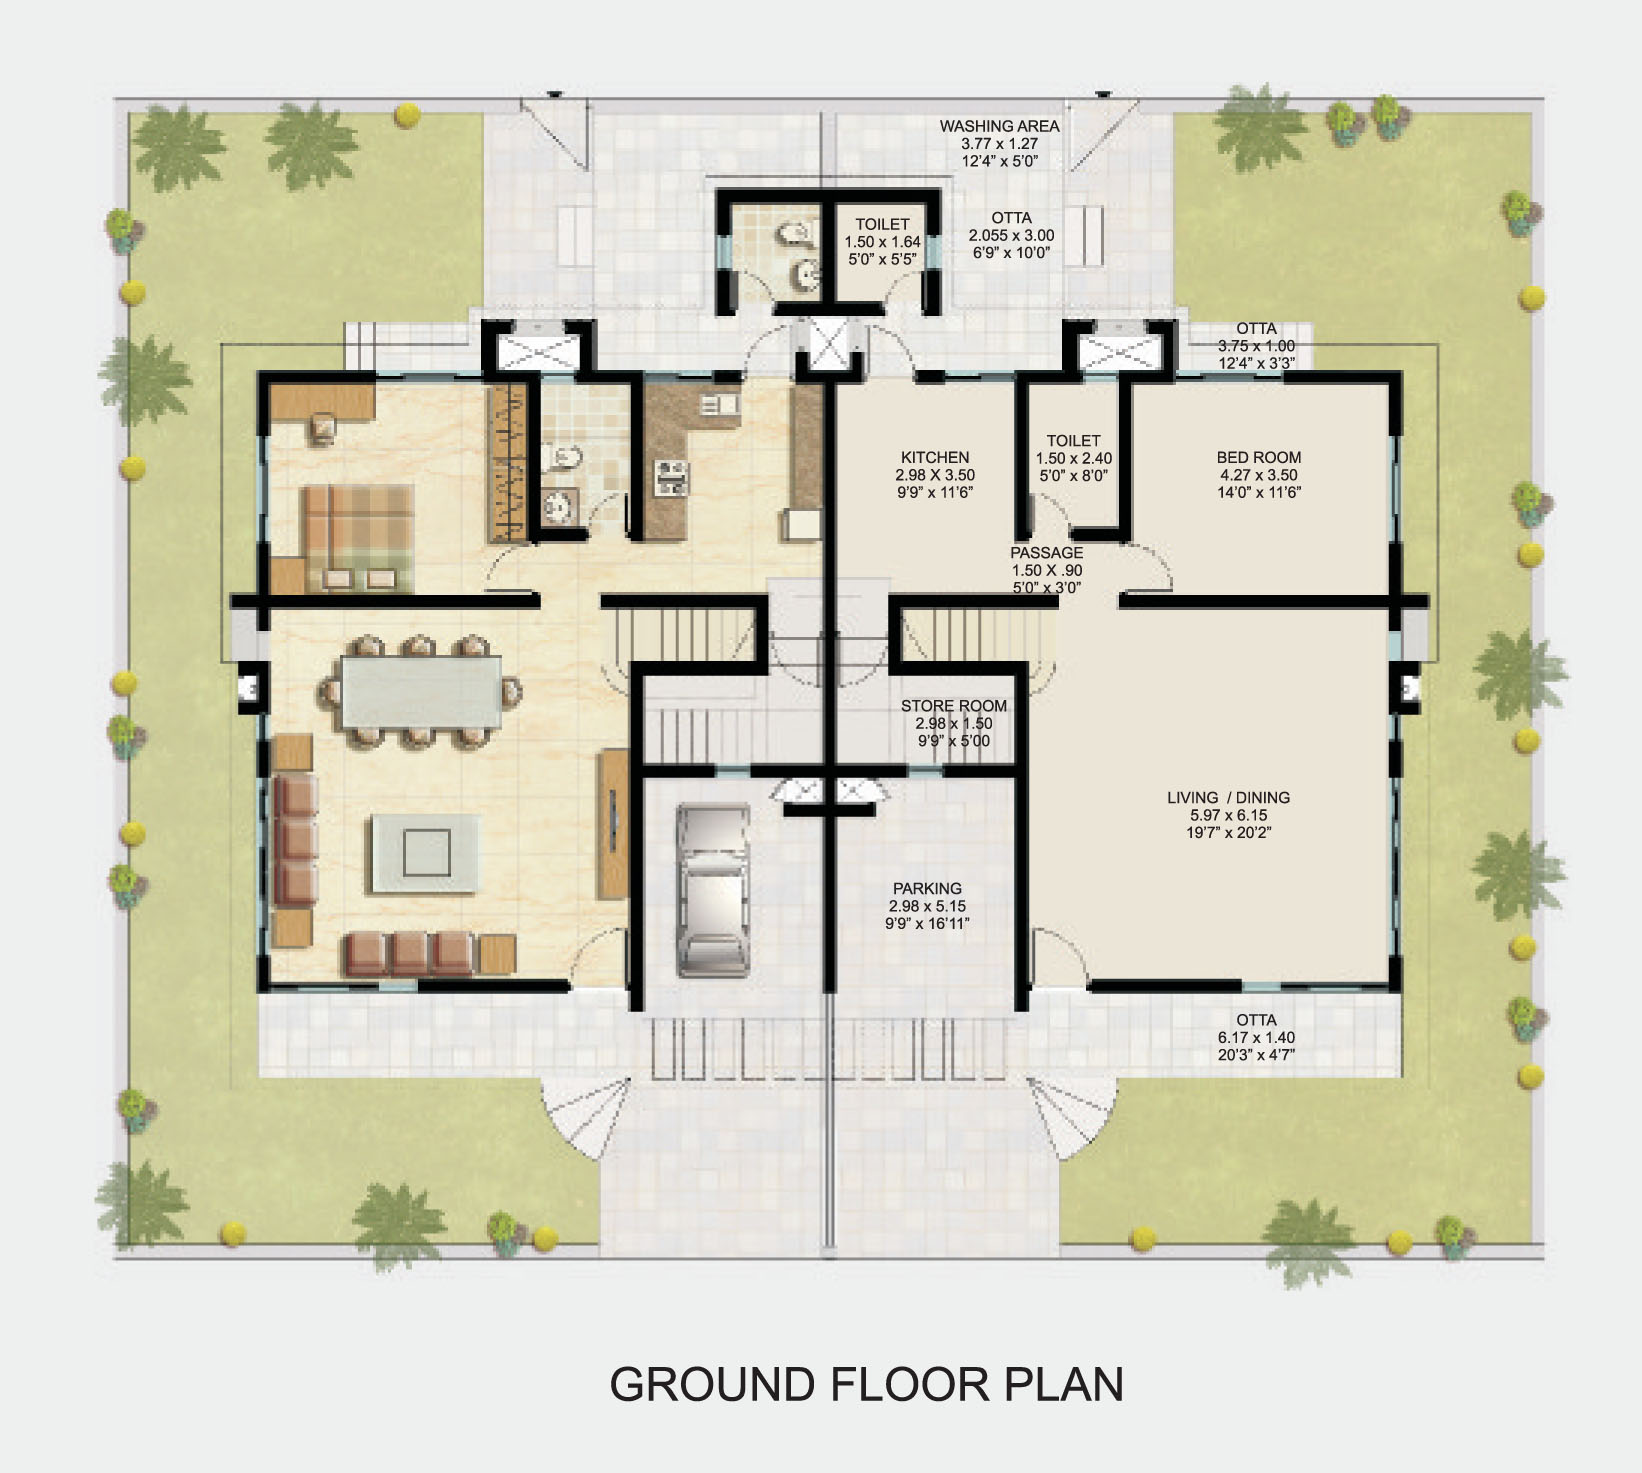 WASHING AREA
3.77 x 1.27
12'4” x 5'0”
TOILET
1.50 x 1.64
5'0” x 5'5”
OTTA
2.055 x 3.00
6'9” x 10'0”
OTTA
3.75 x 1.00
12'4” x 3'3”
KITCHEN
2.98 X 3.50
9'9” x 11'6”
TOILET
1.50 x 2.40
5'0” x 8'0”
BED ROOM
4.27 x 3.50
14'0” x 11'6”
PASSAGE
1.50 X .90
5'0” x 3'0”
STORE ROOM
2.98 x 1.50
9'9” x 5'00
LIVING / DINING
5.97 x 6.15
19'7” x 20'2”
PARKING
2.98 x 5.15
9'9” x 16'11”
OTTA
6.17 x 1.40
20'3” x 4'7”
GROUND FLOOR PLAN